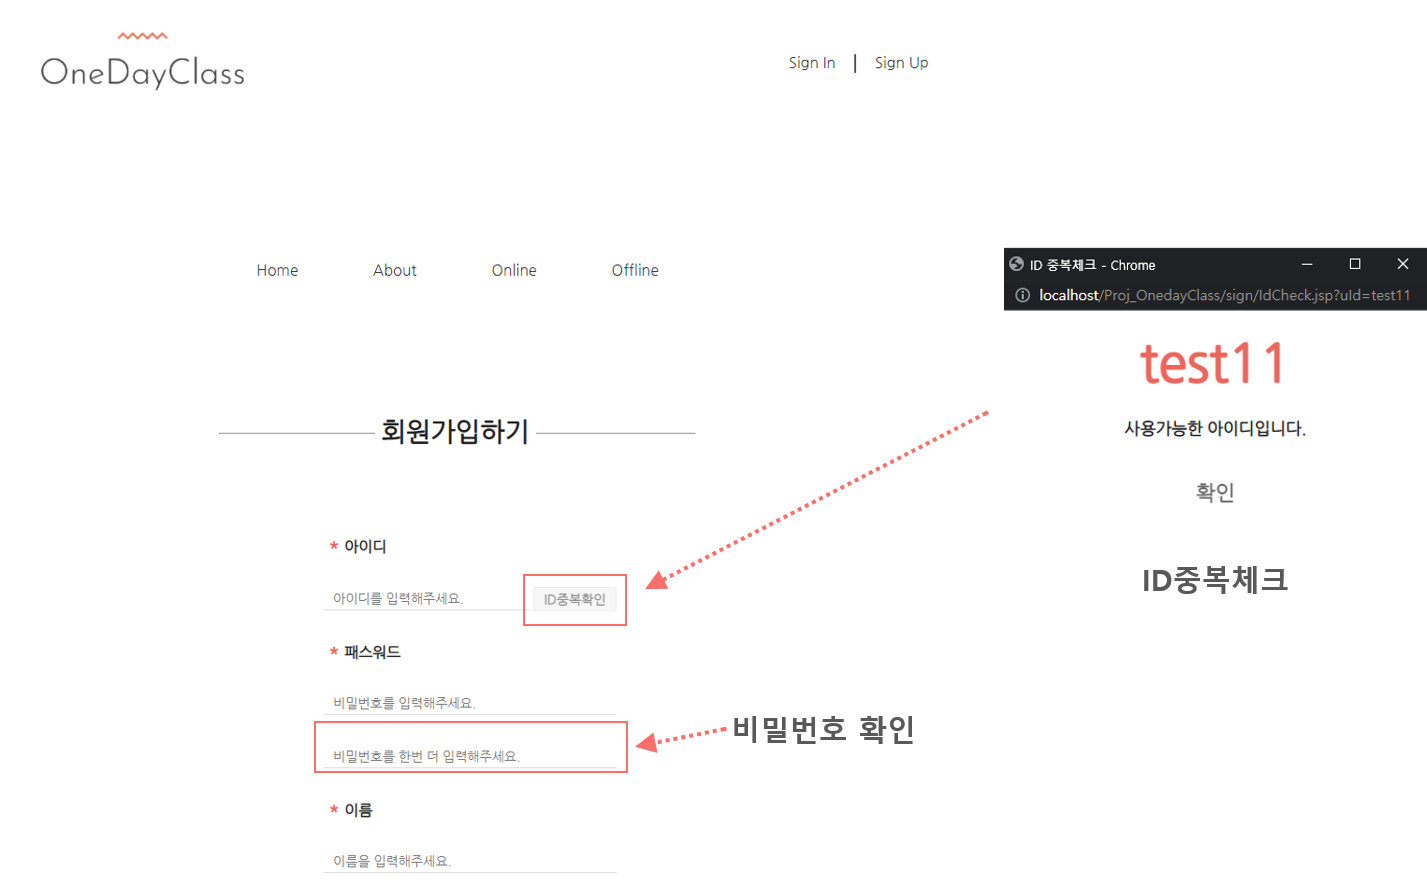 OneDayClass
Sign In | Sign Up
Home About Online Offline
회원가입하기
* 아이디
아이디를 입력해주세요. ID중복확인
* 패스워드
비밀번호를 입력해주세요.
비밀번호를 한번 더 입력해주세요.
비밀번호 확인
* 이름
이름을 입력해주세요.
ID 중복체크 - Chrome
localhost/Proj_OnedayClass/sign/IdCheck.jsp?uId=test11
test11
사용가능한 아이디입니다.
확인
ID중복체크